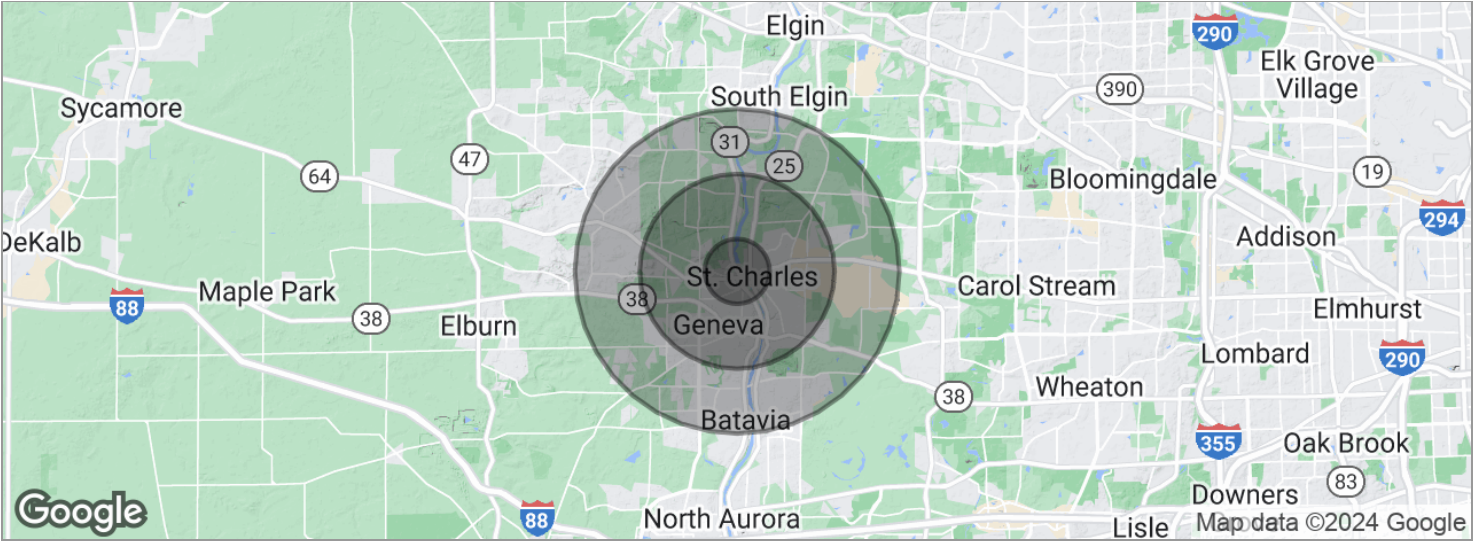 Elgin
290
Elk Grove
Village
390
South Elgin
Sycamore
31
47
25
64
19
Bloomingdale
294
DeKalb
Addison
St. Charles
Carol Stream
Maple Park
88
38
38
Elmhurst
Geneva
Elburn
Lombard
290
Wheaton
38
Batavia
355
Oak Brook
83
Downers
Google
88
North Aurora
Lisle
Map data ©2024 Google